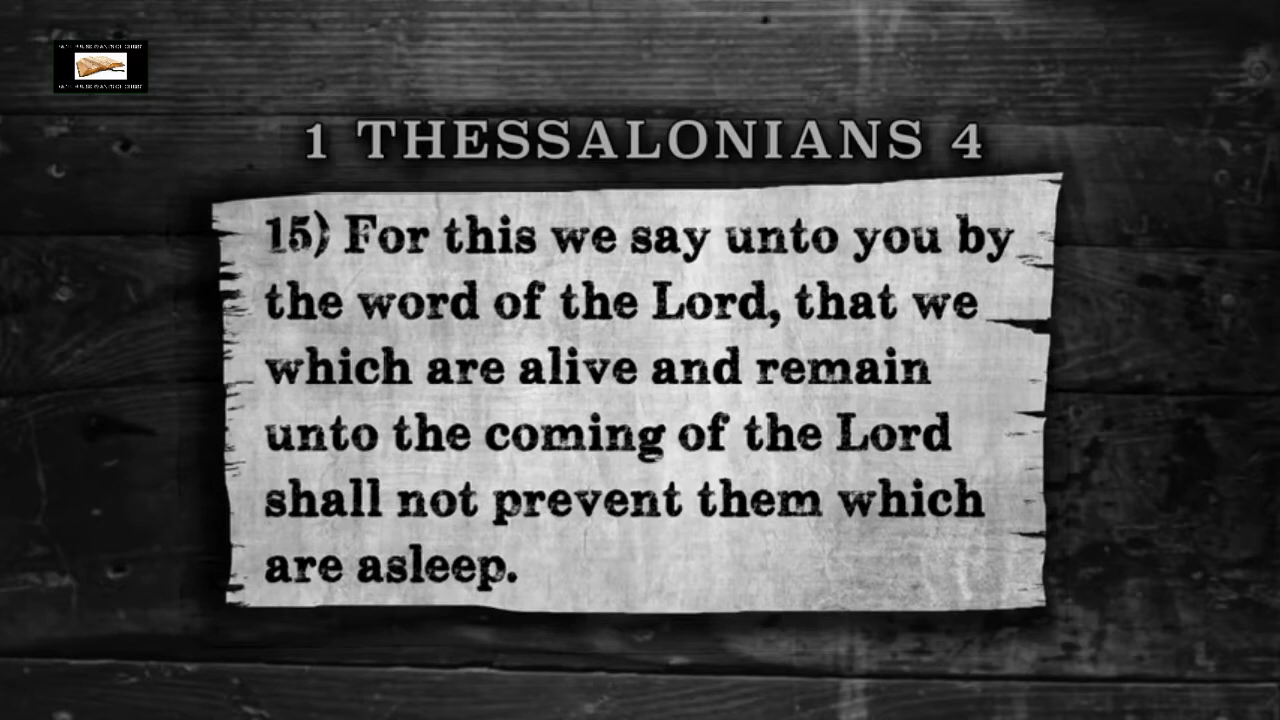 1 THESSALONIANS 4
15) For this we say unto you by
the word of the Lord, that we
which are alive and remain
unto the coming of the Lord
shall not prevent them which
are asleep.